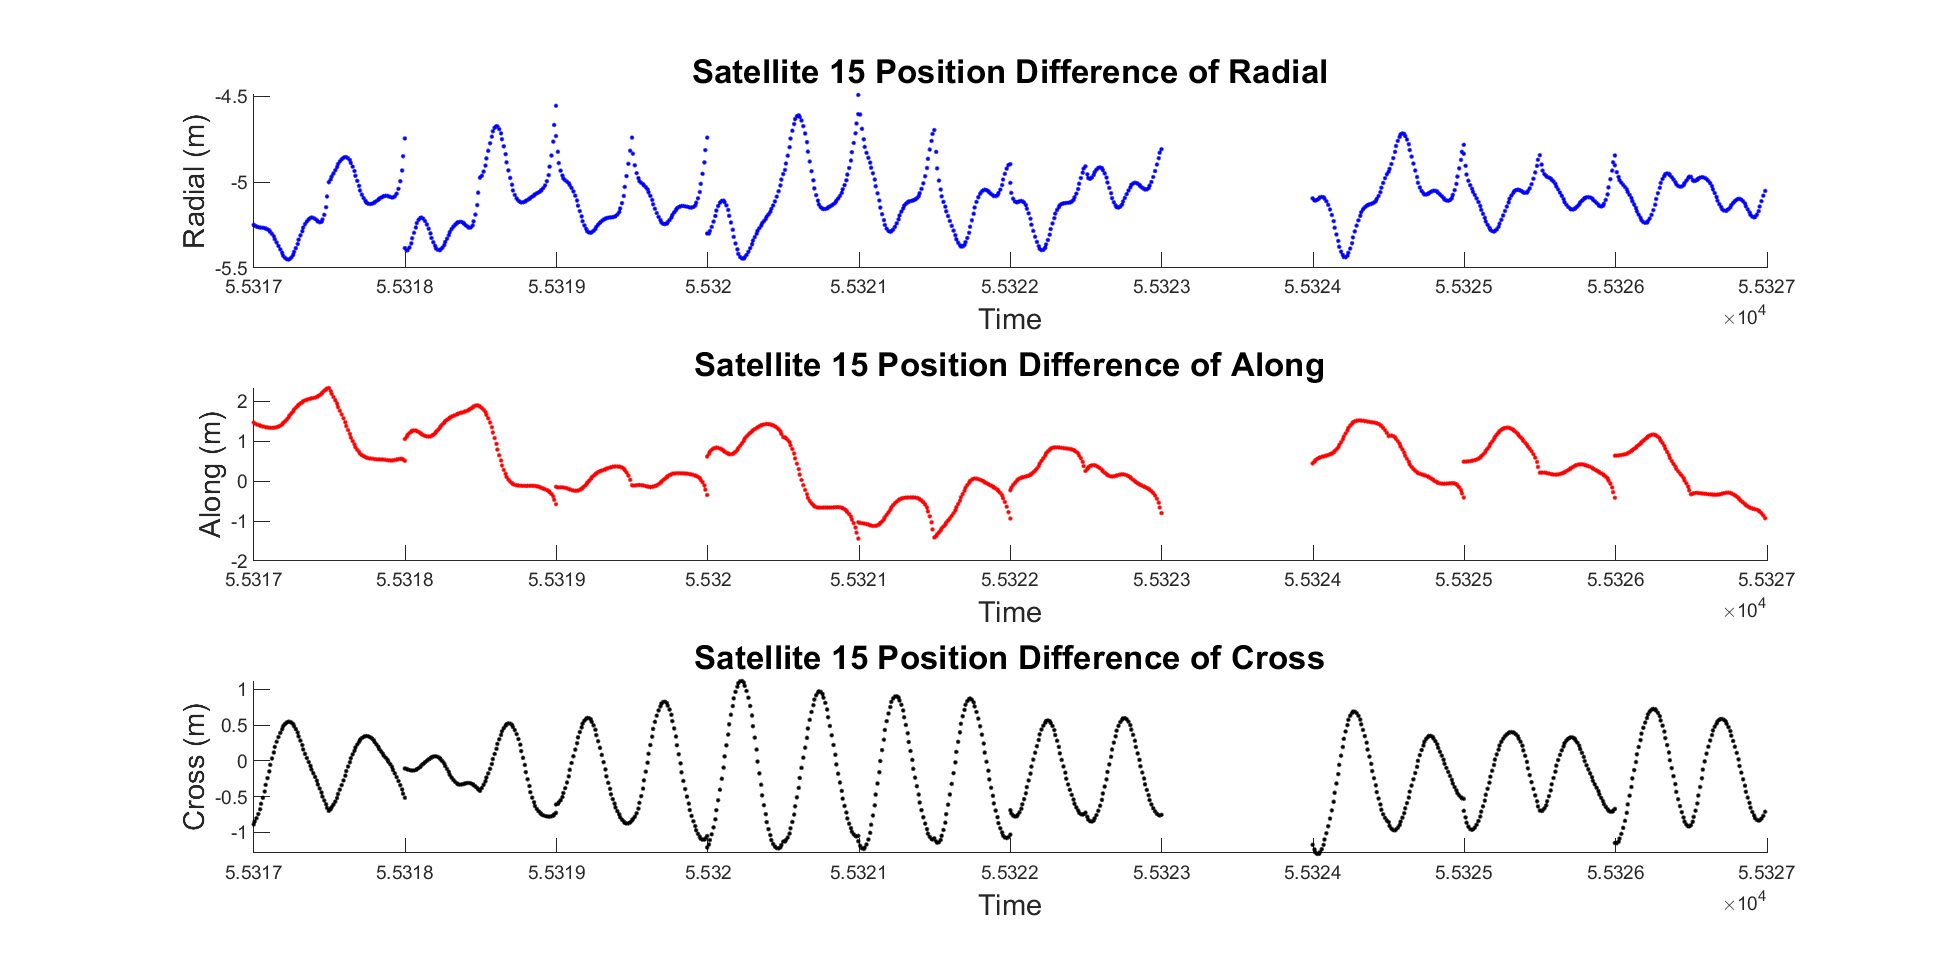 Satellite 15 Position Difference of Radial
Radial (m)
-4.5
-5
-5.5
5.5317 5.5318 5.5319 5.532 5.5321 5.5322 5.5323 5.5324 5.5325 5.5326 5.5327
Time
×10⁴
Satellite 15 Position Difference of Along
Along (m)
2
1
0
-1
-2
5.5317 5.5318 5.5319 5.532 5.5321 5.5322 5.5323 5.5324 5.5325 5.5326 5.5327
Time
×10⁴
Satellite 15 Position Difference of Cross
Cross (m)
1
0.5
0
-0.5
-1
5.5317 5.5318 5.5319 5.532 5.5321 5.5322 5.5323 5.5324 5.5325 5.5326 5.5327
Time
×10⁴